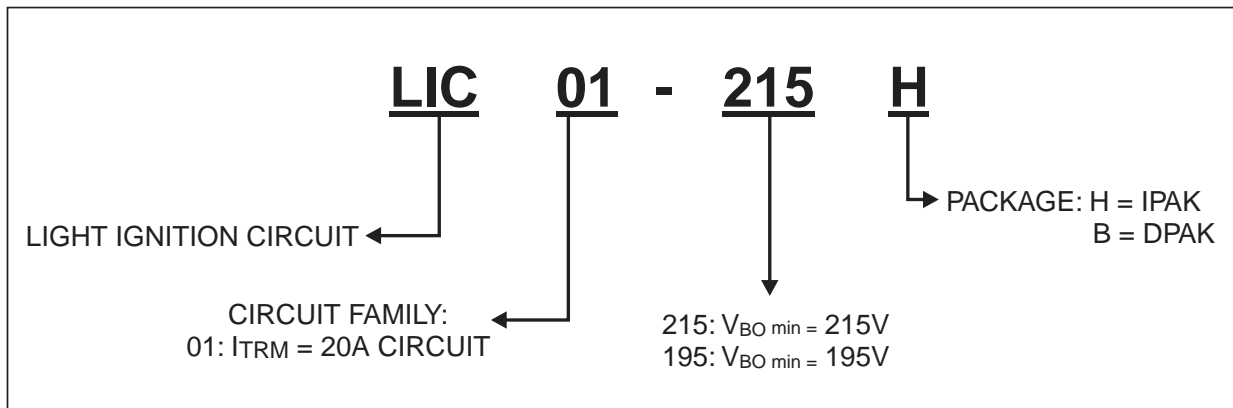 LIC 01 - 215 H
PACKAGE: H = IPAK
B = DPAK
LIGHT IGNITION CIRCUIT
CIRCUIT FAMILY:
01: ITRM = 20A CIRCUIT
215: VBO min = 215V
195: VBO min = 195V